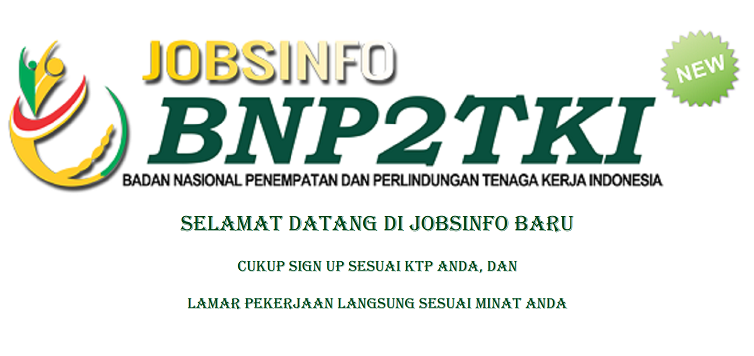 JOBSINFO
NEW
BNP2TKI
BADAN NASIONAL PENEMPATAN DAN PERLINDUNGAN TENAGA KERJA INDONESIA
SELAMAT DATANG DI JOBSINFO BARU
CUKUP SIGN UP SESUAI KTP ANDA, DAN
LAMAR PEKERJAAN LANGSUNG SESUAI MINAT ANDA